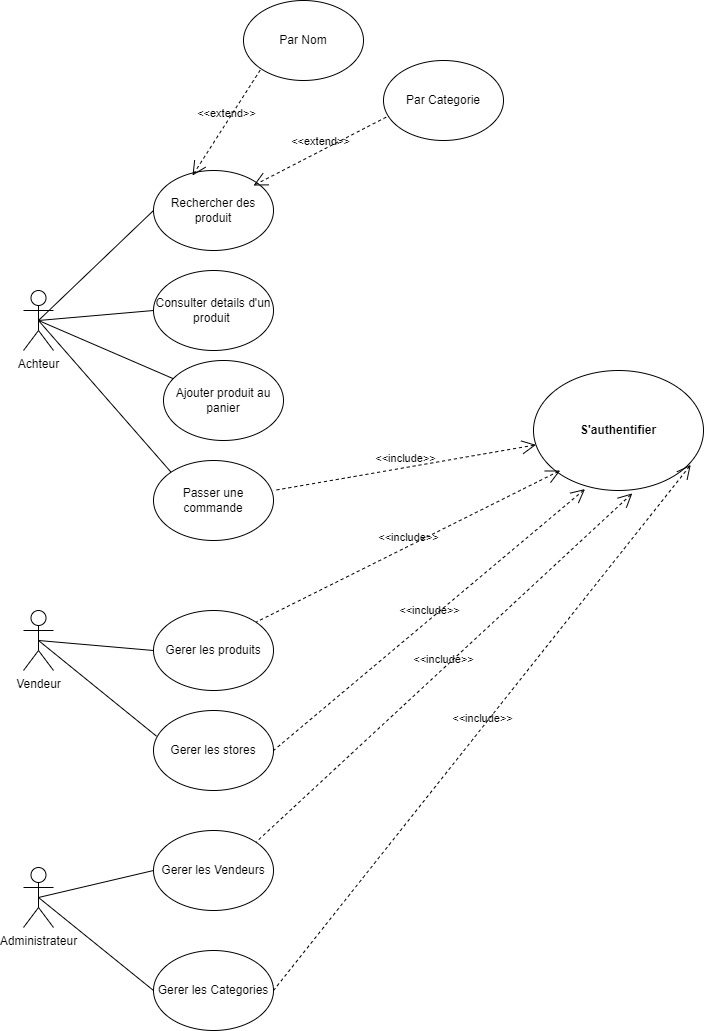 Par Nom
Par Categorie
<<extend>>
<<extend>>
Rechercher des
produit
Consulter details d'un
produit
Achteur
Ajouter produit au
panier
S'authentifier
<<include>>
Passer une
commande
<<include>>
<<include>>
Gerer les produits
<<include>>
Vendeur
<<include>>
Gerer les stores
Gerer les Vendeurs
Administrateur
Gerer les Categories